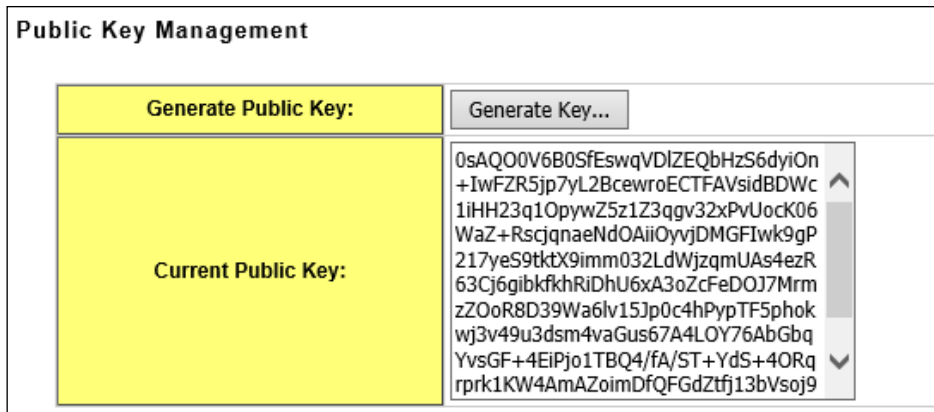 Public Key Management
Generate Public Key:
Generate Key...
Current Public Key:
0sAQO0V6B0SfEswqVDlZEQbHzS6dyiOn
+IwFZR5jp7yL2BcewroECTFAVsidBDWc
1iHH23q1OpywZ5z1Z3qgv32xPvUocK06
WaZ+RscjqnaeNdOAiiOyvjDMGFIwk9gP
217yeS9tktX9imm032LdWjzqmUAs4ezR
63Cj6gibkfkhRiDhU6xA3oZcFeDOJ7Mrm
zZOoR8D39Wa6lv15Jp0c4hPypTF5phok
wj3v49u3dsm4vaGus67A4LOY76AbGbq
YvsGF+4EiPjo1TBQ4/fA/ST+YdS+4ORq
rprk1KW4AmAZoimDfQFGdZtfj13bVsoj9